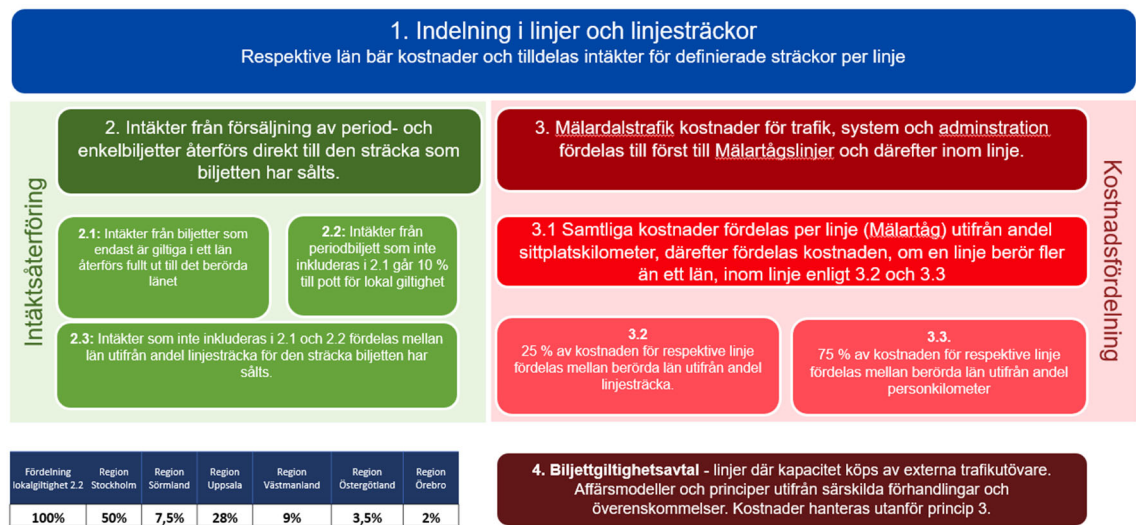 1. Indelning i linjer och linjesträckor
Respektive län bär kostnader och tilldelas intäkter för definierade sträckor per linje
Intäktsåterföring
2. Intäkter från försäljning av period- och
enkelbiljetter återförs direkt till den sträcka som
biljetten har sålts.
2.1: Intäkter från biljetter som
endast är giltiga i ett län
återförs fullt ut till det berörda
länet
2.2: Intäkter från
periodbiljett som inte
inkluderas i 2.1 går 10 %
till pott för lokal giltighet
2.3: Intäkter som inte inkluderas i 2.1 och 2.2 fördelas mellan
län utifrån andel linjesträcka för den sträcka biljetten har
sålts.
3. Mälardalstrafik kostnader för trafik, system och adminstration
fördelas till först till Mälartågslinjer och därefter inom linje.
3.1 Samtliga kostnader fördelas per linje (Mälartåg) utifrån andel
sittplatskilometer, därefter fördelas kostnaden, om en linje berör fler
än ett län, inom linje enligt 3.2 och 3.3
3.2
25 % av kostnaden för respektive linje
fördelas mellan berörda län utifrån andel
linjesträcka.
3.3.
75 % av kostnaden för respektive linje
fördelas mellan berörda län utifrån andel
personkilometer
Kostnadsfördelning
Fördelning
lokalgiltighet 2.2
Region
Stockholm
Region
Sörmland
Region
Uppsala
Region
Västmanland
Region
Östergötland
Region
Örebro
100% 50% 7,5% 28% 9% 3,5% 2%
4. Biljettgiltighetsavtal - linjer där kapacitet köps av externa trafikutövare.
Affärsmodeller och principer utifrån särskilda förhandlingar och
överenskommelser. Kostnader hanteras utanför princip 3.